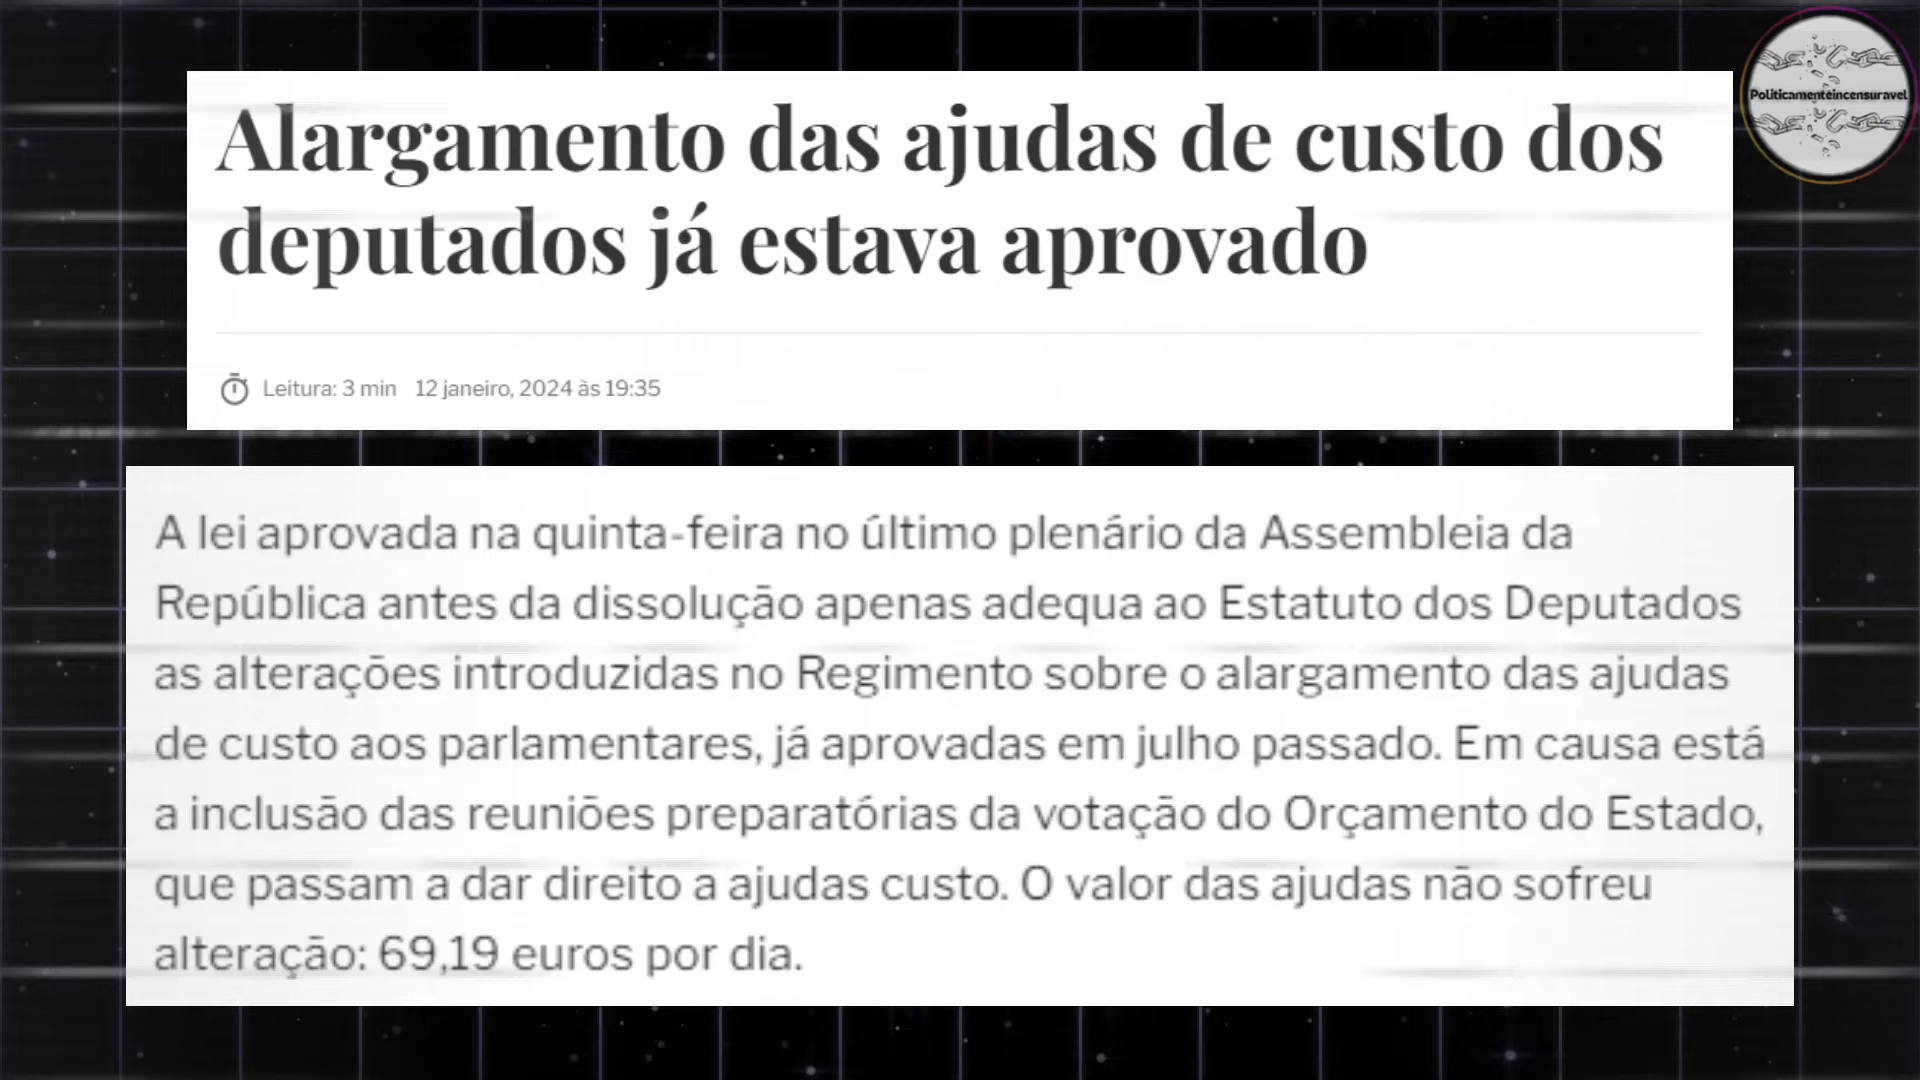 Politicamenteincensuravel
Alargamento das ajudas de custo dos
deputados já estava aprovado
Leitura: 3 min 12 janeiro, 2024 às 19:35
A lei aprovada na quinta-feira no último plenário da Assembleia da
República antes da dissolução apenas adequa ao Estatuto dos Deputados
as alterações introduzidas no Regimento sobre o alargamento das ajudas
de custo aos parlamentares, já aprovadas em julho passado. Em causa está
a inclusão das reuniões preparatórias da votação do Orçamento do Estado,
que passam a dar direito a ajudas custo. O valor das ajudas não sofreu
alteração: 69,19 euros por dia.